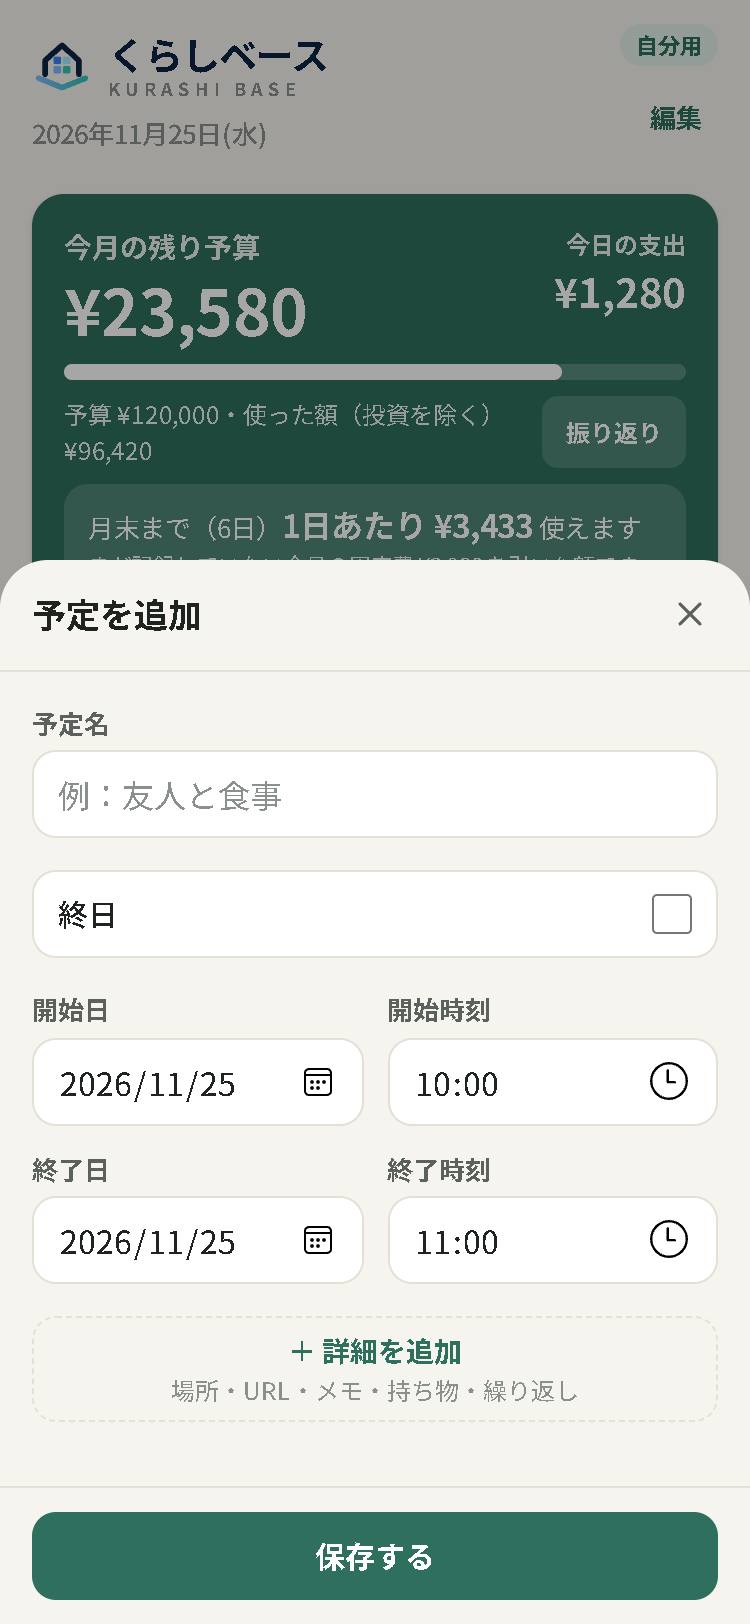 くらしベース
KURASHI BASE
自分用
2026年11月25日(水)
編集
今月の残り予算
今日の支出
¥23,580
¥1,280
予算 ¥120,000・使った額（投資を除く）
¥96,420
振り返り
月末まで（6日）1日あたり ¥3,433 使えます
予定を追加
予定名
例：友人と食事
終日
開始日
開始時刻
2026/11/25
10:00
終了日
終了時刻
2026/11/25
11:00
＋ 詳細を追加
場所・URL・メモ・持ち物・繰り返し
保存する